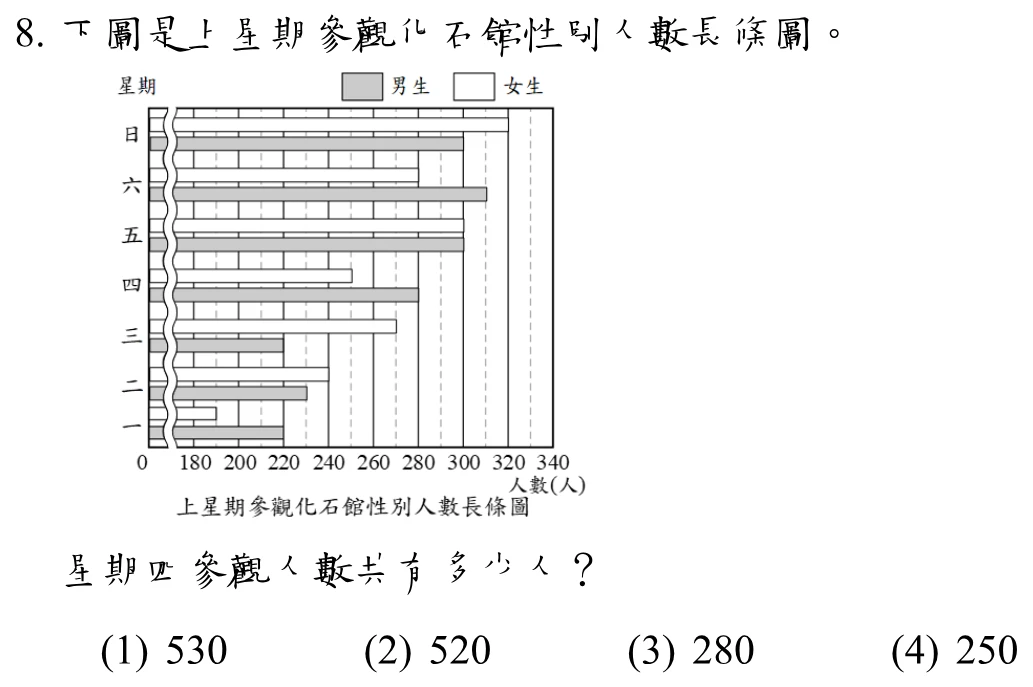 8. 下圖是上星期參觀化石館性別人數長條圖。
星期 男生 女生
日
六
五
四
三
二
一
0 180 200 220 240 260 280 300 320 340
人數(人)
上星期參觀化石館性別人數長條圖
星期四參觀人數共有多少人？
(1) 530 (2) 520 (3) 280 (4) 250